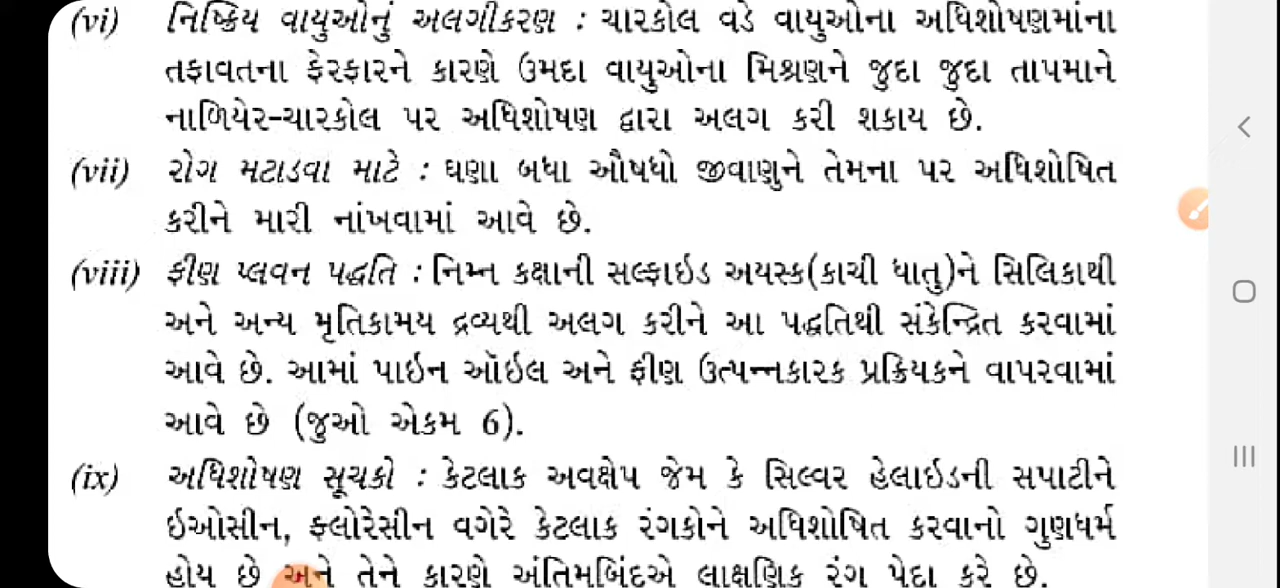 (vi) નિષ્ક્રિય વાયુઓનું અલગીકરણ : ચારકોલ વડે વાયુઓના અધિશોષણમાંના
તફાવતના ફેરફારને કારણે ઉમદા વાયુઓના મિશ્રણને જુદા જુદા તાપમાને
નાળિયેર-ચારકોલ પર અધિશોષણ દ્વારા અલગ કરી શકાય છે.
(vii) રોગ મટાડવા માટે : ઘણા બધા ઔષધો જીવાણુને તેમના પર અધિશોષિત
કરીને મારી નાંખવામાં આવે છે.
(viii) ફીણ પ્લવન પદ્ધતિ : નિમ્ન કક્ષાની સલ્ફાઇડ અયસ્ક(કાચી ધાતુ)ને સિલિકાથી
અને અન્ય મૃતિકામય દ્રવ્યથી અલગ કરીને આ પદ્ધતિથી સંકેન્દ્રિત કરવામાં
આવે છે. આમાં પાઇન ઑઇલ અને ફીણ ઉત્પન્નકારક પ્રક્રિયકને વાપરવામાં
આવે છે (જુઓ એકમ 6).
(ix) અધિશોષણ સૂચકો : કેટલાક અવક્ષેપ જેમ કે સિલ્વર હેલાઇડની સપાટીને
ઇઓસીન, ફ્લોરેસીન વગેરે કેટલાક રંગકોને અધિશોષિત કરવાનો ગુણધર્મ
હોય છે અને તેને કારણે અંતિમબિંદુએ લાક્ષણિક રંગ પેદા કરે છે.